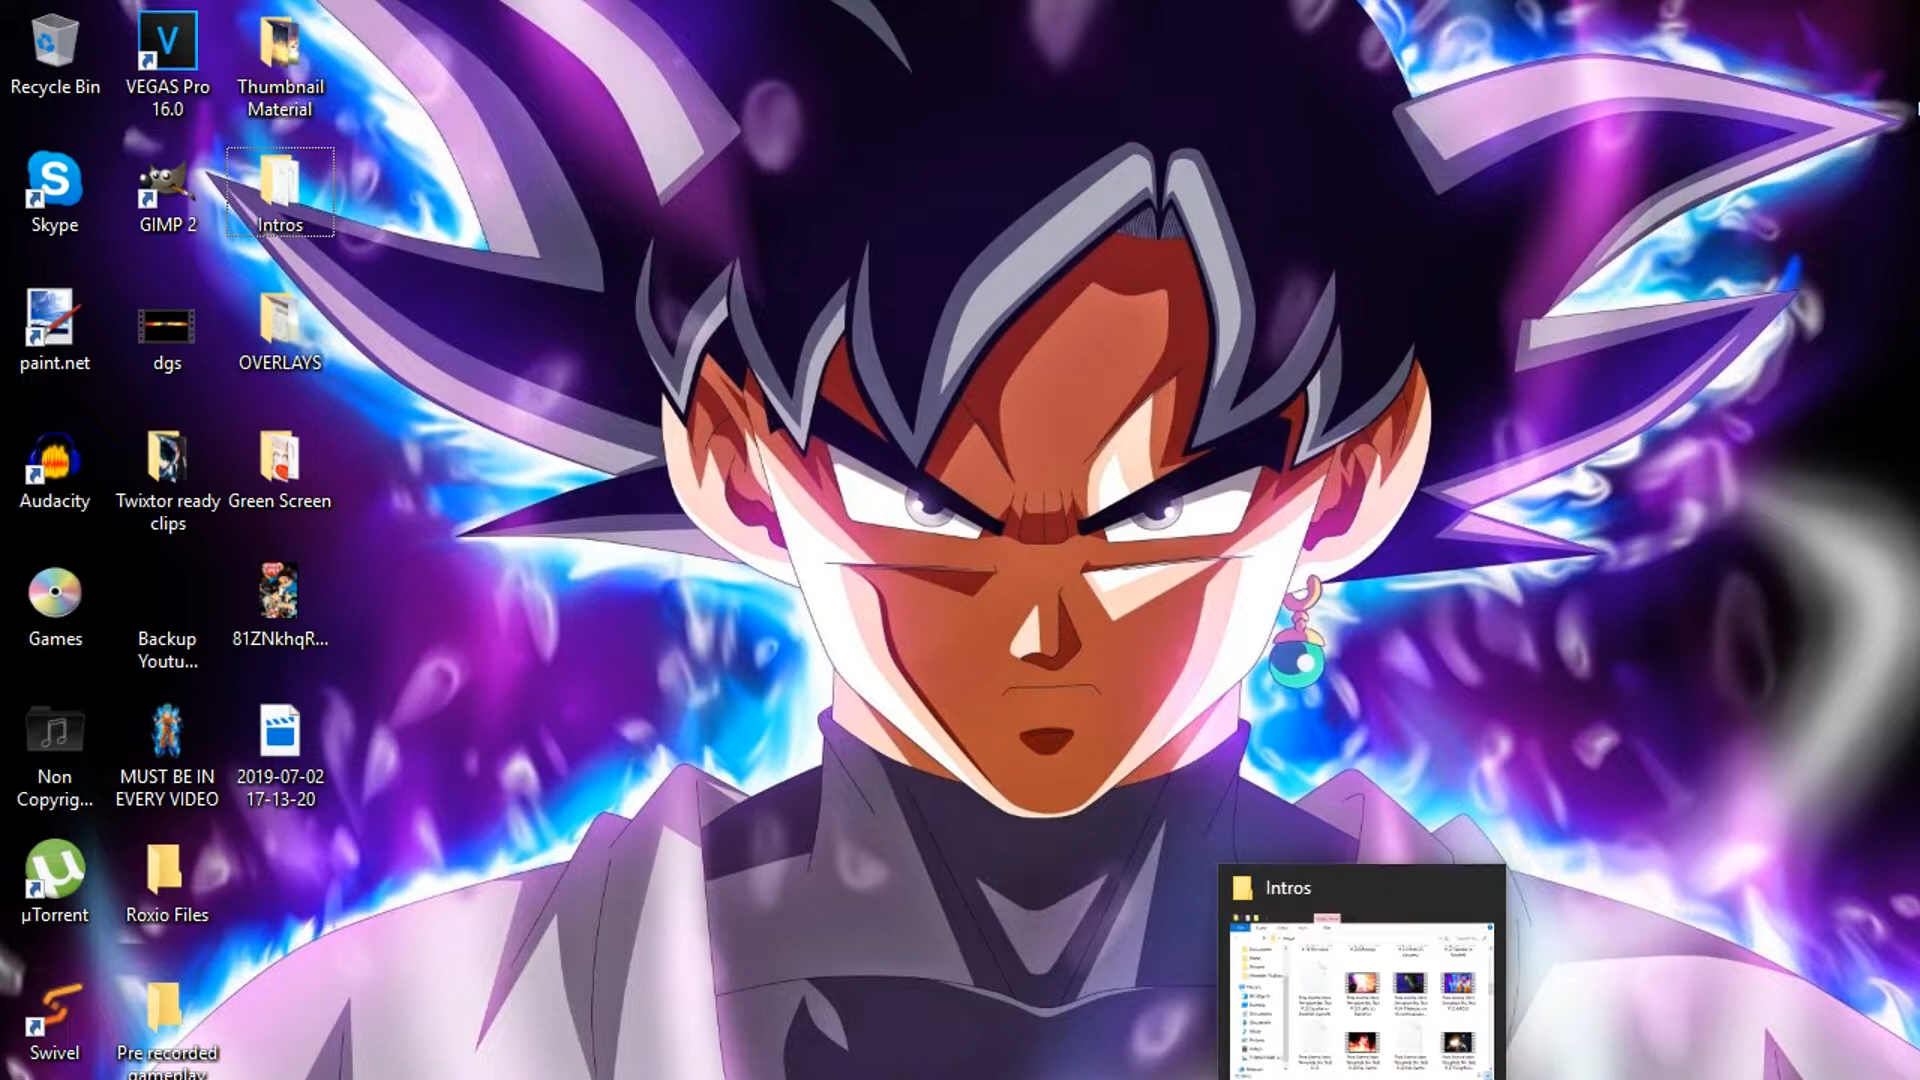 Recycle Bin
VEGAS Pro
16.0
Thumbnail
Material
Skype
GIMP 2
Intros
paint.net
dgs
OVERLAYS
Audacity
Twixtor ready
clips
Green Screen
Games
Backup
Youtu...
81ZNkhqR...
Non
Copyrig...
MUST BE IN
EVERY VIDEO
2019-07-02
17-13-20
µTorrent
Roxio Files
Swivel
Pre recorded
gameplay
Intros